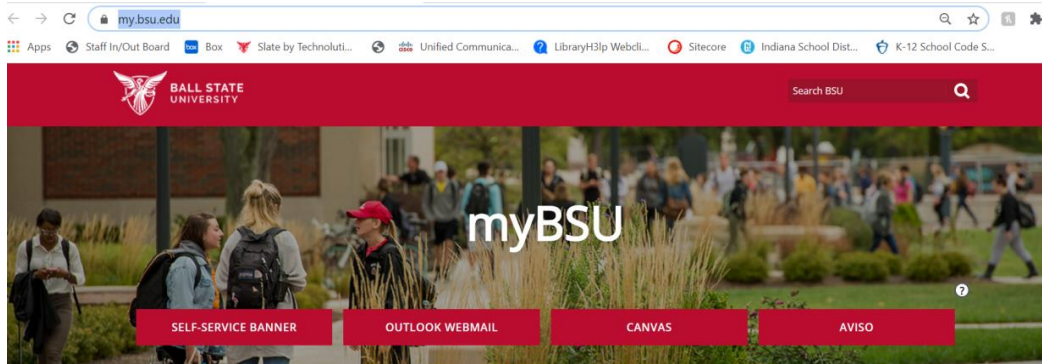 my.bsu.edu
Apps Staff In/Out Board Box Slate by Technoluti... Unified Communica... LibraryH3lp Webcli... Sitecore Indiana School Dist... K-12 School Code S...
BALL STATE
UNIVERSITY
Search BSU
myBSU
?
SELF-SERVICE BANNER OUTLOOK WEBMAIL CANVAS AVISO